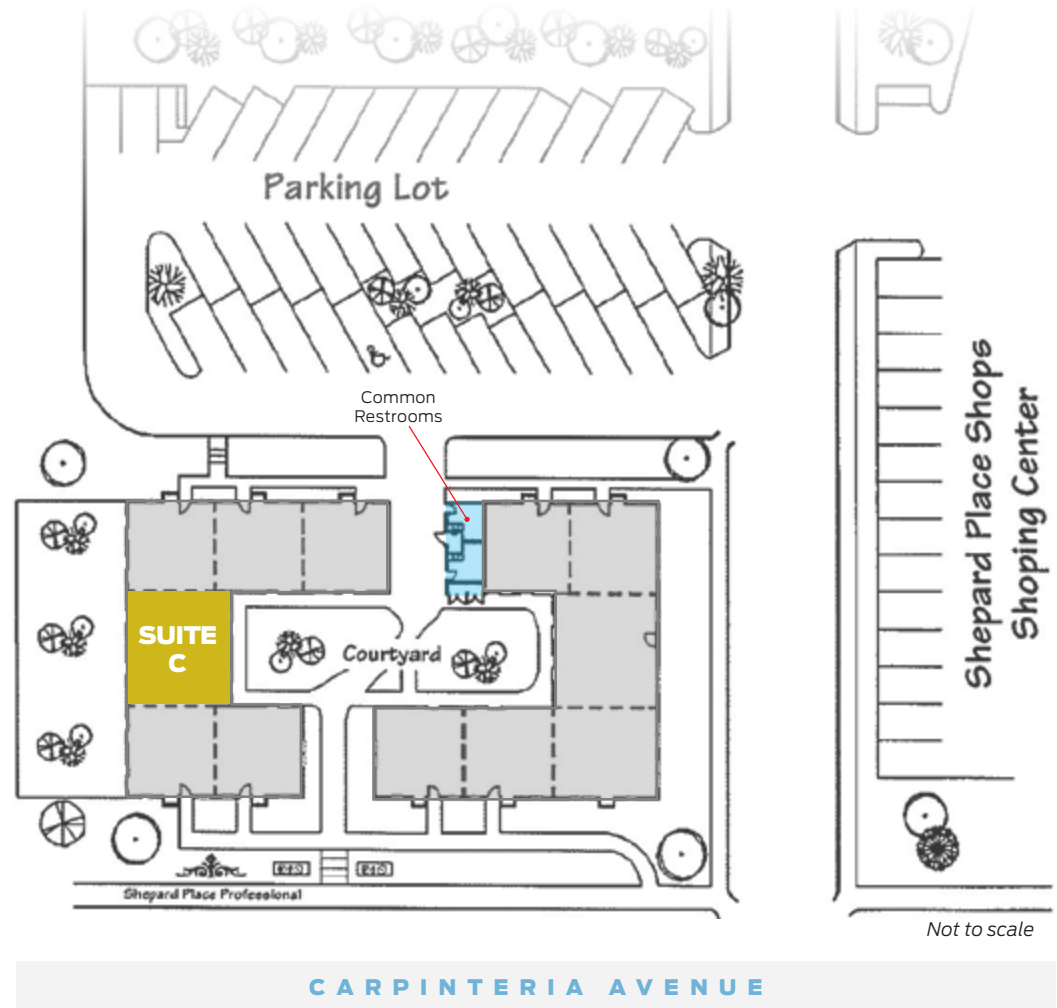 Parking Lot
Common
Restrooms
Shepard Place Shops
Shoping Center
SUITE
C
Courtyard
Shepard Place Professional
Not to scale
CARPINTERIA AVENUE